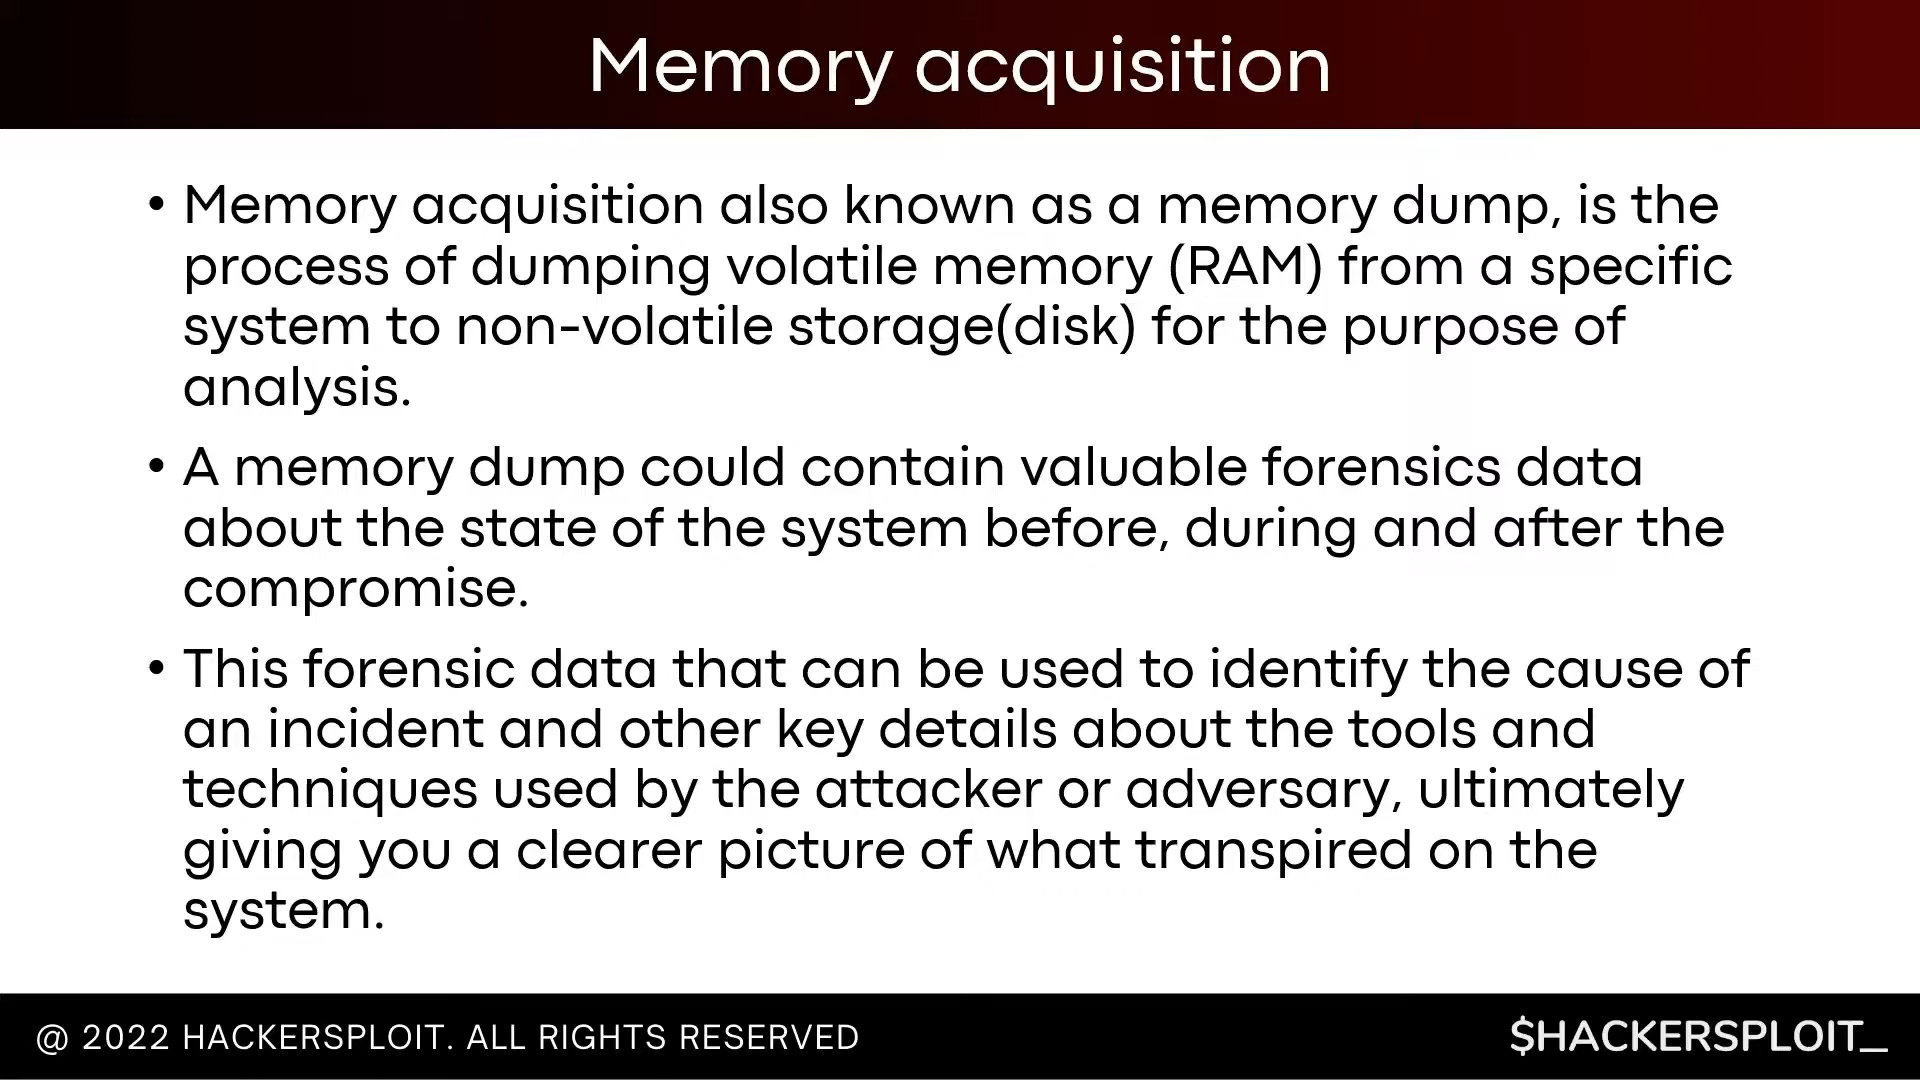 Memory acquisition
• Memory acquisition also known as a memory dump, is the
process of dumping volatile memory (RAM) from a specific
system to non-volatile storage(disk) for the purpose of
analysis.
• A memory dump could contain valuable forensics data
about the state of the system before, during and after the
compromise.
• This forensic data that can be used to identify the cause of
an incident and other key details about the tools and
techniques used by the attacker or adversary, ultimately
giving you a clearer picture of what transpired on the
system.
@ 2022 HACKERSPLOIT. ALL RIGHTS RESERVED
$HACKERSPLOIT_